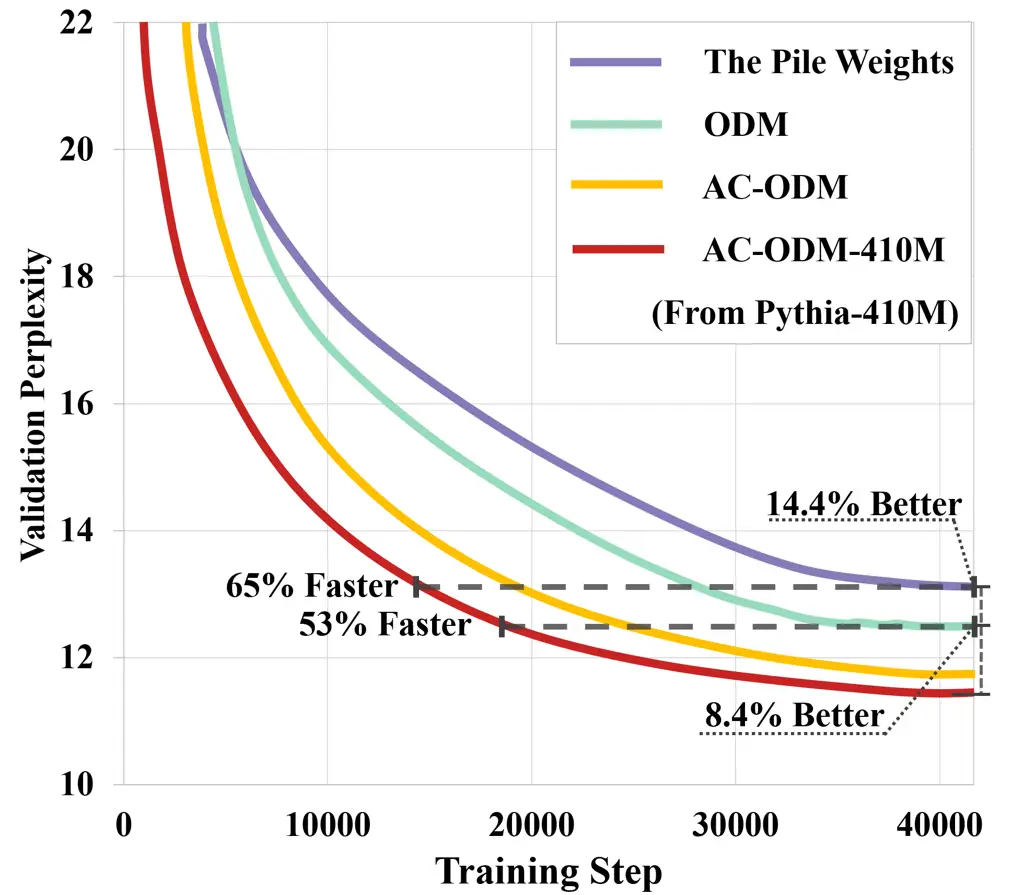 22
20
18
16
14
12
10
Validation Perplexity
The Pile Weights
ODM
AC-ODM
AC-ODM-410M
(From Pythia-410M)
14.4% Better
65% Faster
53% Faster
8.4% Better
0 10000 20000 30000 40000
Training Step